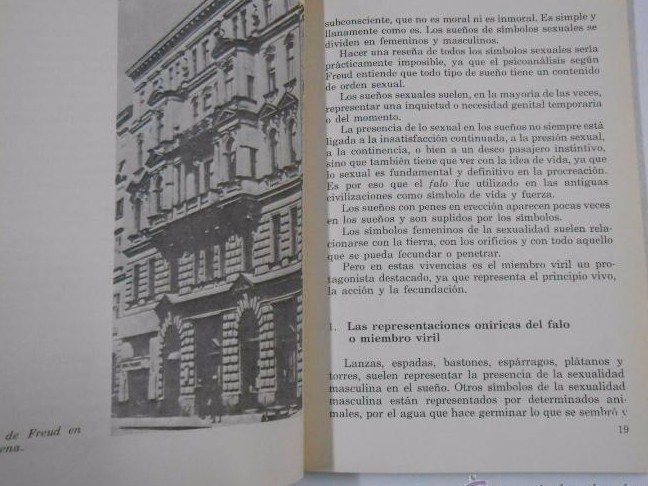 de Freud en
ena.
subconsciente, que no es moral ni es inmoral. Es simple y
llanamente como es. Los sueños de símbolos sexuales se
dividen en femeninos y masculinos.
Hacer una reseña de todos los símbolos sexuales sería
prácticamente imposible, ya que el psicoanálisis según
Freud entiende que todo tipo de sueño tiene un contenido
de orden sexual.
Los sueños sexuales suelen, en la mayoría de las veces,
representar una inquietud o necesidad genital temporaria
o del momento.
La presencia de lo sexual en los sueños no siempre está
ligada a la insatisfacción continuada, a la presión sexual,
a la continencia, o bien a un deseo pasajero instintivo,
sino que también tiene que ver con la idea de vida, ya que
lo sexual es fundamental y definitivo en la procreación.
Es por eso que el falo fue utilizado en las antiguas
civilizaciones como símbolo de vida y fuerza.
Los sueños con penes en erección aparecen pocas veces
en los sueños y son suplidos por los símbolos.
Los símbolos femeninos de la sexualidad suelen re-
lacionarse con la tierra, con los orificios y con todo aquello
que se pueda fecundar o penetrar.
Pero en estas vivencias es el miembro viril un pro-
tagonista destacado, ya que representa el principio vivo,
la acción y la fecundación.
1. Las representaciones oníricas del falo
o miembro viril
Lanzas, espadas, bastones, espárragos, plátanos y
torres, suelen representar la presencia de la sexualidad
masculina en el sueño. Otros símbolos de la sexualidad
masculina están representados por determinados ani-
males, por el agua que hace germinar lo que se sembró y
19